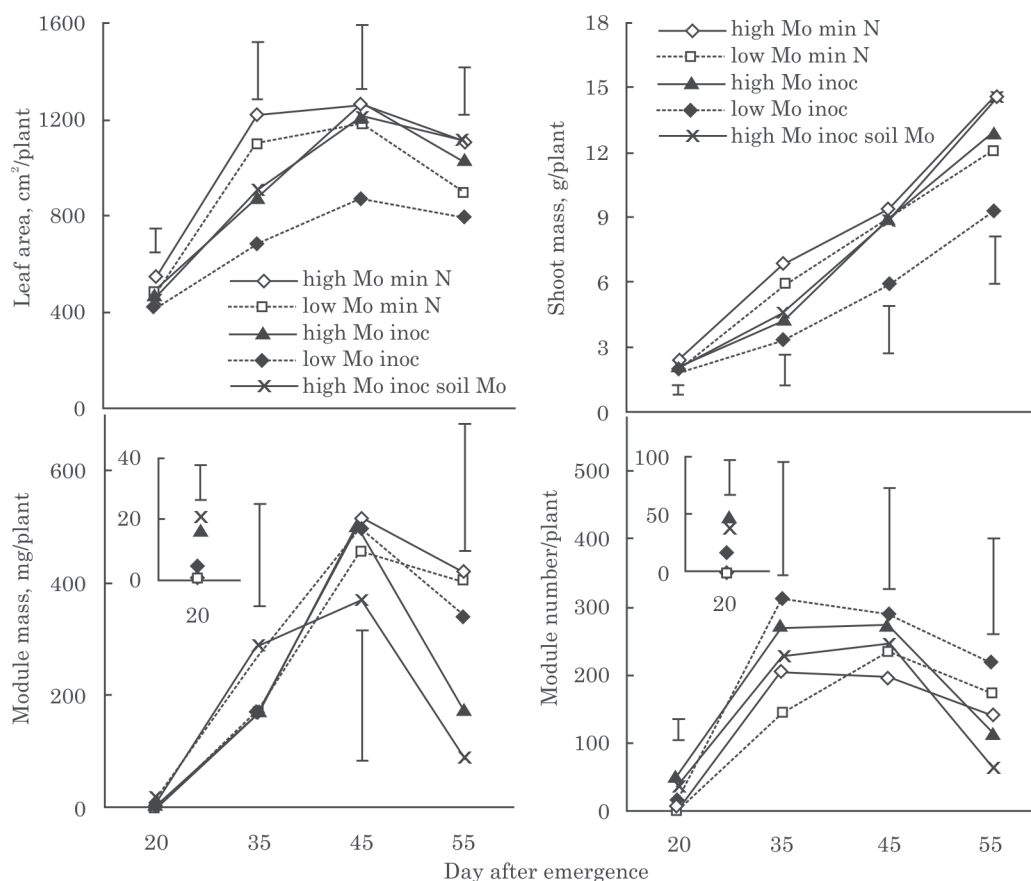 1600
1200
800
400
0
Leaf area, cm²/plant
high Mo min N
low Mo min N
high Mo inoc
low Mo inoc
high Mo inoc soil Mo
18
15
12
9
6
3
0
Shoot mass, g/plant
high Mo min N
low Mo min N
high Mo inoc
low Mo inoc
high Mo inoc soil Mo
600
400
200
0
Module mass, mg/plant
40
20
0
20
20
35
45
55
500
400
300
200
100
0
Module number/plant
100
50
0
20
20
35
45
55
Day after emergence